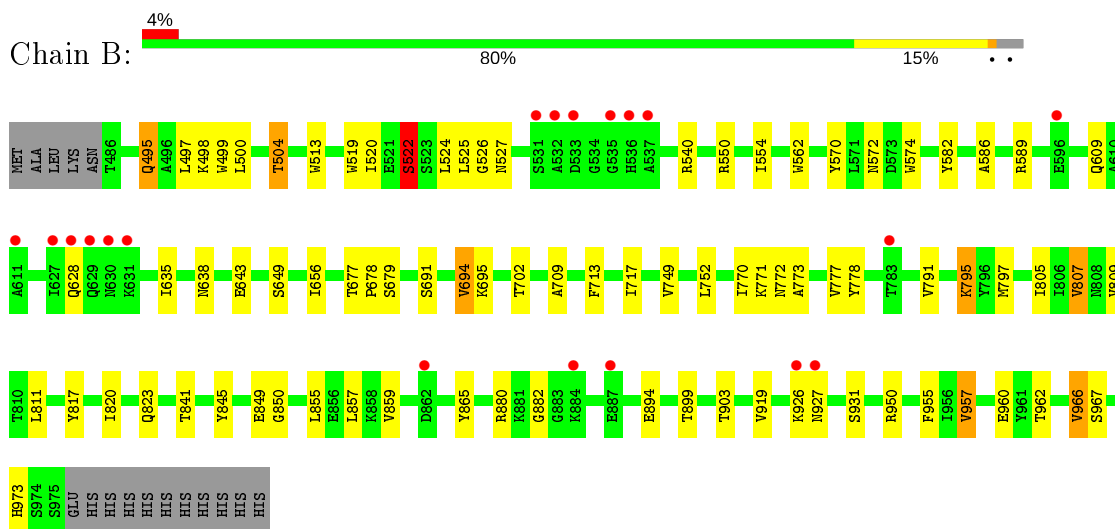 4%
Chain B:
80%
15%
MET ALA LEU LYS ASN T486 Q495 A496 L497 K498 W499 L500 T504 W513 W519 I520 E521 S522 S523 L524 L525 G526 N527 S531 A532 D533 G534 G535 H536 A537 R540 R550 I554 W562 Y570 L571 N572 D573 W574 Y582 A586 R589 E596 Q609 A610
A611 I627 Q628 Q629 N630 K631 I635 N638 E643 S649 I656 T677 P678 S679 S691 V694 K695 T702 A709 F713 I717 V749 L752 I770 K771 N772 A773 V777 Y778 T783 V791 K795 Y796 M797 I805 I806 V807 N808 V809
T810 L811 Y817 I820 Q823 T841 Y845 E849 G850 L855 E856 L857 K858 V859 D862 Y865 R880 K881 G882 G883 K884 E887 E894 T899 T903 V919 K926 N927 S931 R950 F955 I956 V957 E960 Y961 T962 V966 S967
H973 S974 S975 GLU HIS HIS HIS HIS HIS HIS HIS HIS HIS HIS